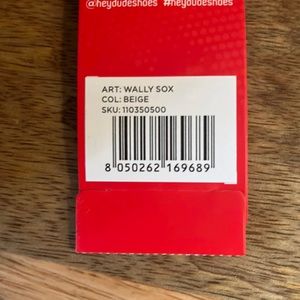 @heydudeshoes #heydudeshoes
ART: WALLY SOX
COL: BEIGE
SKU: 110350500
8 050262 169689